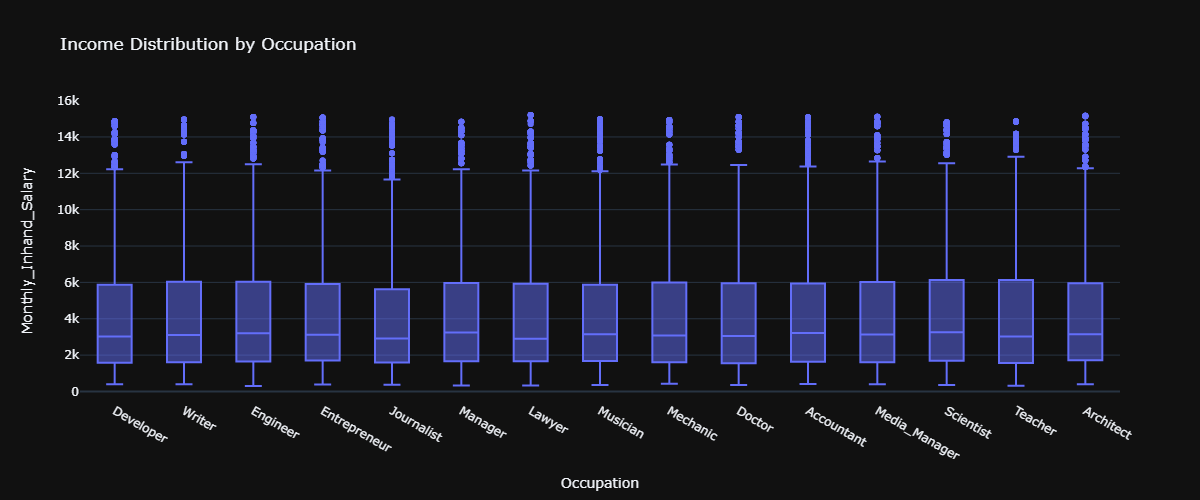 Income Distribution by Occupation
16k
14k
12k
10k
8k
6k
4k
2k
0
Monthly_Inhand_Salary
Developer
Writer
Engineer
Entrepreneur
Journalist
Manager
Lawyer
Musician
Mechanic
Doctor
Accountant
Media_Manager
Scientist
Teacher
Architect
Occupation